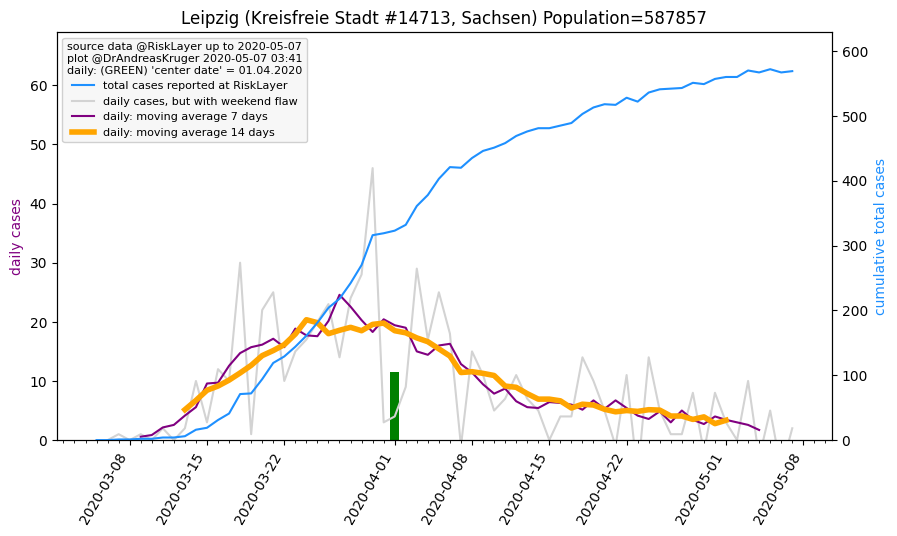 Leipzig (Kreisfreie Stadt #14713, Sachsen) Population=587857
source data @RiskLayer up to 2020-05-07
plot @DrAndreasKruger 2020-05-07 03:41
daily: (GREEN) 'center date' = 01.04.2020
total cases reported at RiskLayer
daily cases, but with weekend flaw
daily: moving average 7 days
daily: moving average 14 days
daily cases
60
50
40
30
20
10
0
cumulative total cases
600
500
400
300
200
100
0
2020-03-08
2020-03-15
2020-03-22
2020-04-01
2020-04-08
2020-04-15
2020-04-22
2020-05-01
2020-05-08